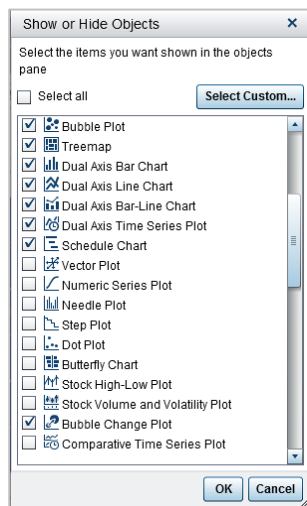 Show or Hide Objects
Select the items you want shown in the objects
pane
Select all
Select Custom...
Bubble Plot
Treemap
Dual Axis Bar Chart
Dual Axis Line Chart
Dual Axis Bar-Line Chart
Dual Axis Time Series Plot
Schedule Chart
Vector Plot
Numeric Series Plot
Needle Plot
Step Plot
Dot Plot
Butterfly Chart
Stock High-Low Plot
Stock Volume and Volatility Plot
Bubble Change Plot
Comparative Time Series Plot
OK
Cancel